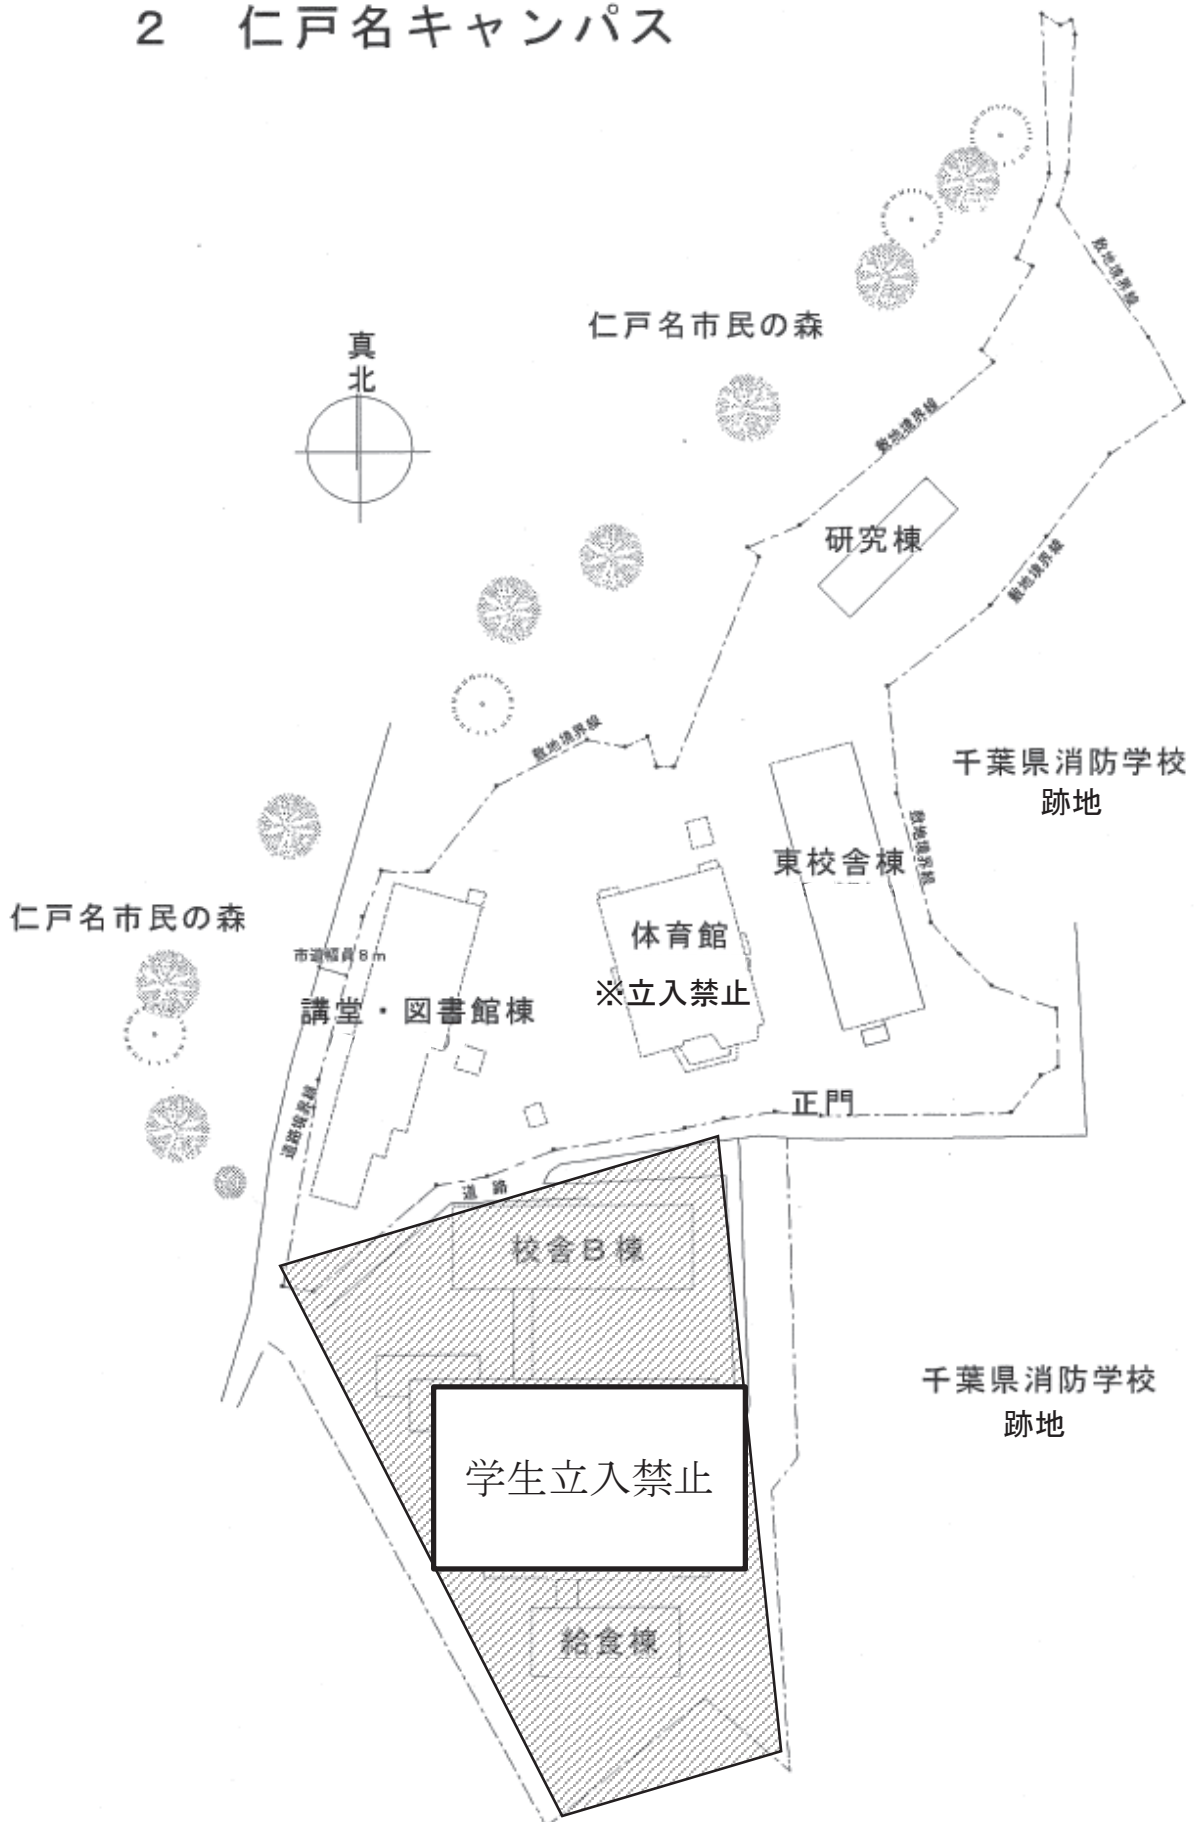 2 仁戸名キャンパス
真北
仁戸名市民の森
敷地境界線
敷地境界線
研究棟
敷地境界線
敷地境界線
千葉県消防学校
跡地
東校舎棟
敷地境界線
仁戸名市民の森
体育館
※立入禁止
市道幅員8m
講堂・図書館棟
道路境界線
正門
道路
校舎B棟
千葉県消防学校
跡地
学生立入禁止
給食棟